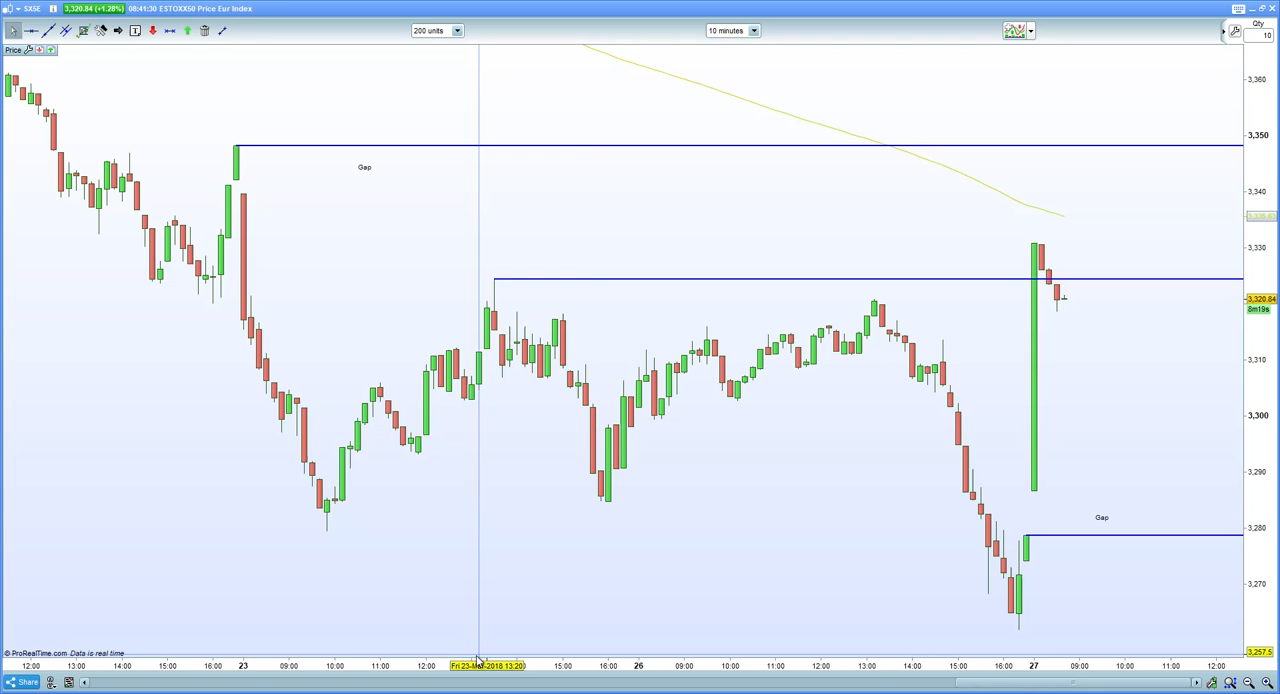 SX5E 3,320.84 (+1.28%) 08:41:30 ESTOXX50 Price Eur Index
200 units 10 minutes Qty
10
Price
3,360
3,350
Gap
3,340
3,330
3,320.84
8m19s
3,310
3,300
3,290
Gap
3,280
3,270
© ProRealTime.com Data is real time
3,257.5
12:00 13:00 14:00 15:00 16:00 23 09:00 10:00 11:00 12:00 Fri 23-Mar-2018 13:20 15:00 16:00 26 09:00 10:00 11:00 12:00 13:00 14:00 15:00 16:00 27 09:00 10:00 11:00 12:00
Share